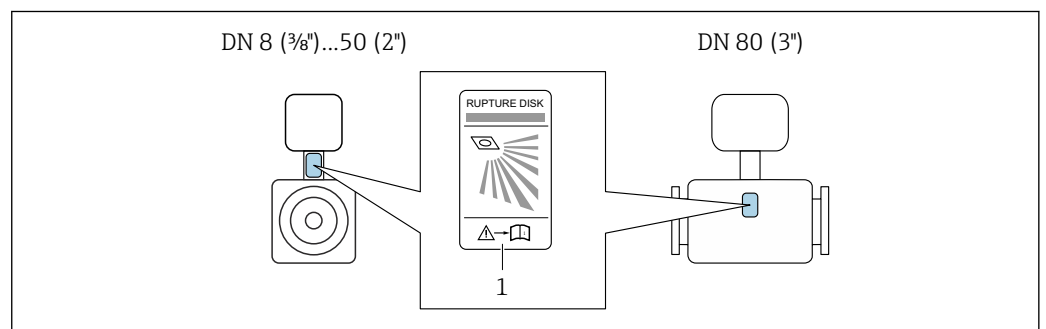 DN 8 (⅜")...50 (2")
DN 80 (3")
RUPTURE DISK
1